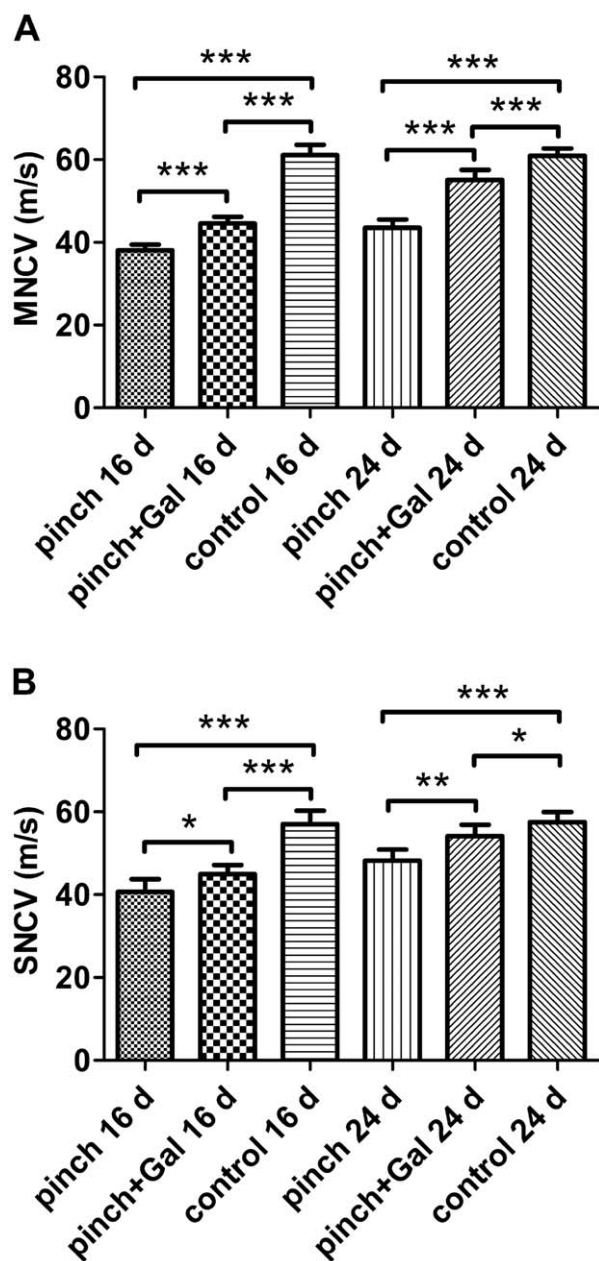 A
MNCV (m/s)
80
60
40
20
0
***
***
***
***
***
***
pinch 16 d
pinch+Gal 16 d
control 16 d
pinch 24 d
pinch+Gal 24 d
control 24 d
B
SNCV (m/s)
80
60
40
20
0
***
***
*
***
*
**
pinch 16 d
pinch+Gal 16 d
control 16 d
pinch 24 d
pinch+Gal 24 d
control 24 d